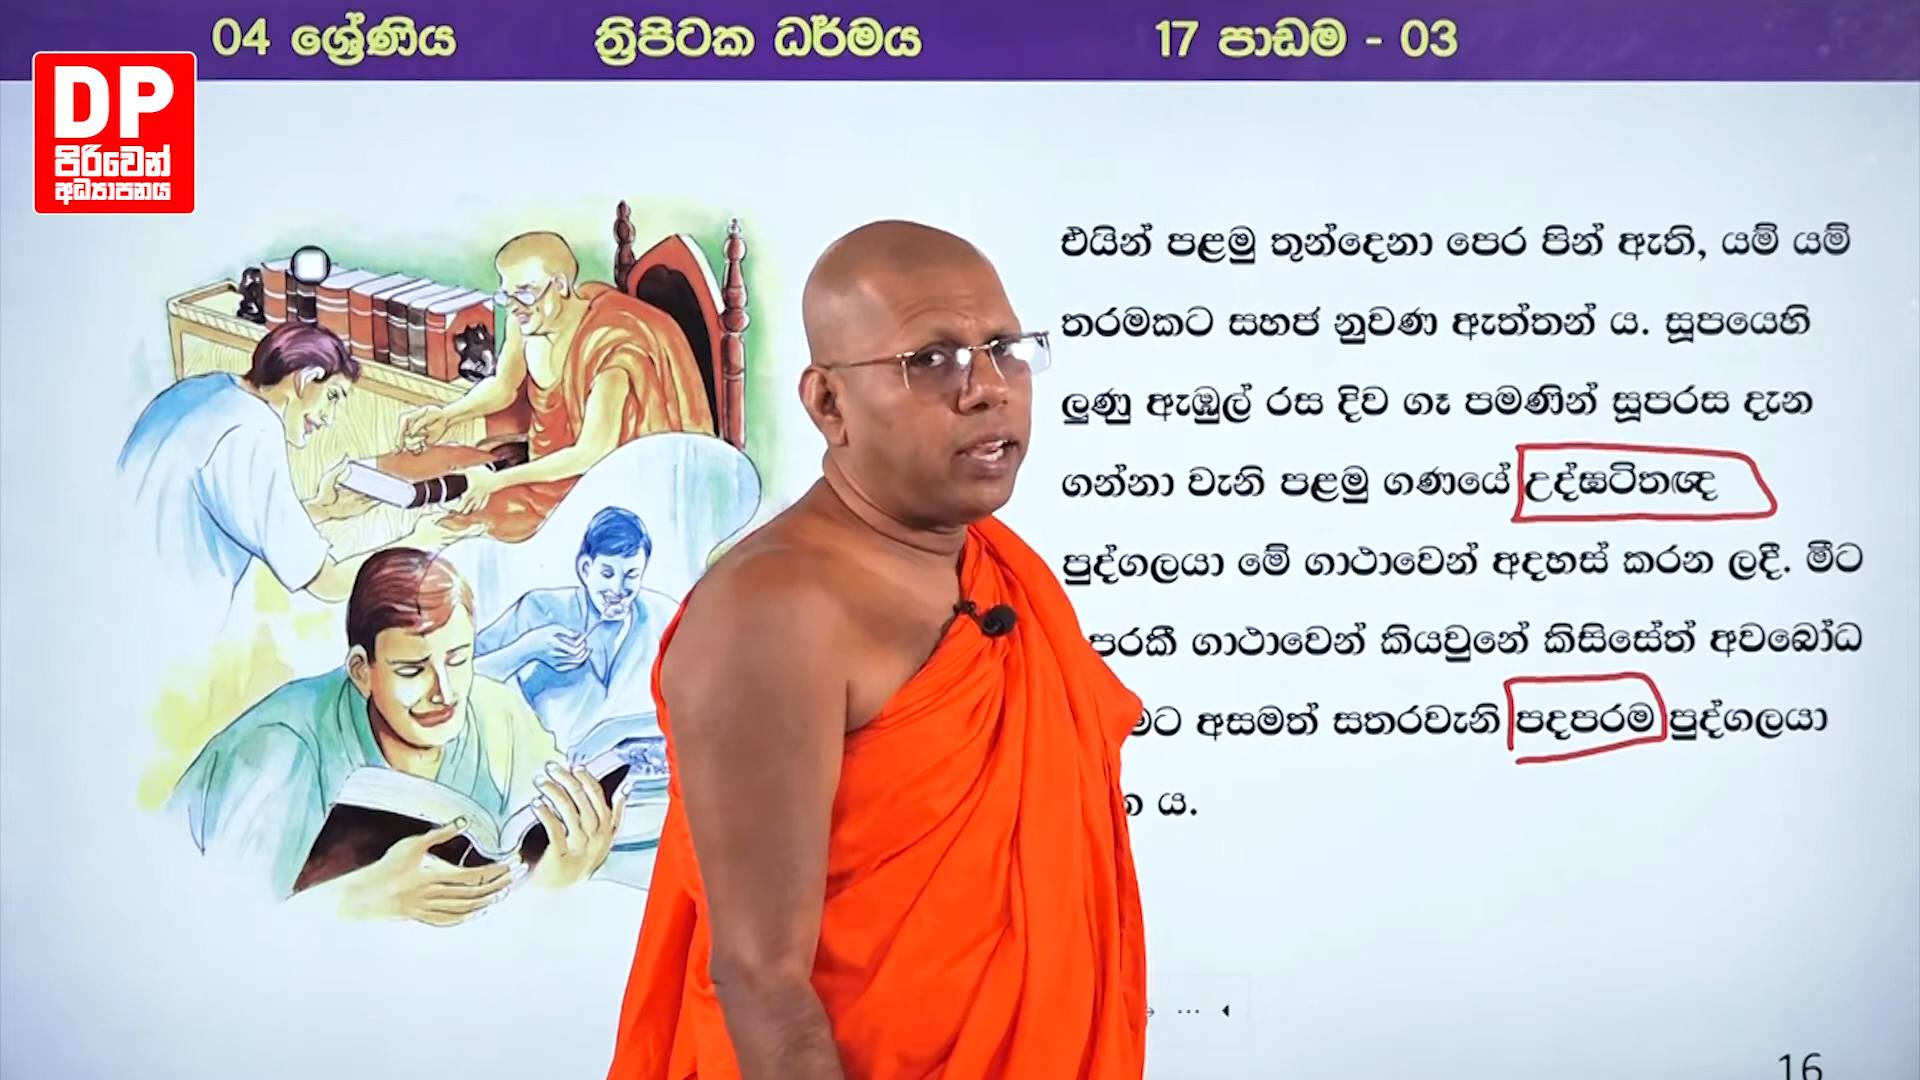 04 ශ්‍රේණිය ත්‍රිපිටක ධර්මය 17 පාඩම - 03
DP
පිරිවෙන්
අධ්‍යාපනය
එයින් පළමු තුන්දෙනා පෙර පින් ඇති, යම් යම්
තරමකට සහජ නුවණ ඇත්තන් ය. සූපයෙහි
ලුණු ඇඹුල් රස දිව ගෑ පමණින් සූපරස දැන
ගන්නා වැනි පළමු ගණයේ උද්ඝටිතඥ
පුද්ගලයා මේ ගාථාවෙන් අදහස් කරන ලදී. මීට
පෙරකී ගාථාවෙන් කියවුනේ කිසිසේත් අවබෝධ
අසමත් සතරවැනි පදපරම පුද්ගලයා
ය.
16